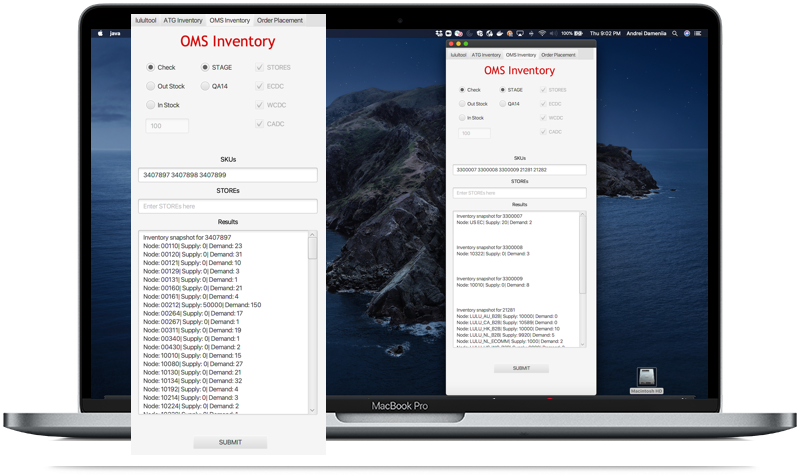 lulultool ATG Inventory OMS Inventory Order Placement
OMS Inventory
Check STAGE STORES
Out Stock QA14 ECDC
In Stock WCDC
100 CADC
SKUs
3407897 3407898 3407899
STOREs
Enter STOREs here
Results
Inventory snapshot for 3407897
Node: 00110| Supply: 0| Demand: 23
Node: 00120| Supply: 0| Demand: 31
Node: 00121| Supply: 0| Demand: 10
Node: 00129| Supply: 0| Demand: 3
Node: 00131| Supply: 0| Demand: 1
Node: 00160| Supply: 0| Demand: 21
Node: 00161| Supply: 0| Demand: 4
Node: 00212| Supply: 50000| Demand: 150
Node: 00264| Supply: 0| Demand: 17
Node: 00267| Supply: 0| Demand: 1
Node: 00311| Supply: 0| Demand: 19
Node: 00340| Supply: 0| Demand: 1
Node: 00430| Supply: 0| Demand: 2
Node: 10010| Supply: 0| Demand: 15
Node: 10080| Supply: 0| Demand: 27
Node: 10130| Supply: 0| Demand: 21
Node: 10134| Supply: 0| Demand: 32
Node: 10192| Supply: 0| Demand: 4
Node: 10214| Supply: 0| Demand: 3
Node: 10224| Supply: 0| Demand: 2
SUBMIT
java
100% Thu 9:02 PM Andrei Dameniia
lulultool ATG Inventory OMS Inventory Order Placement
OMS Inventory
Check STAGE STORES
Out Stock QA14 ECDC
In Stock WCDC
100 CADC
SKUs
3300007 3300008 3300009 21281 21282
STOREs
Enter STOREs here
Results
Inventory snapshot for 3300007
Node: US EC| Supply: 20| Demand: 2
Inventory snapshot for 3300008
Node: 10322| Supply: 0| Demand: 3
Inventory snapshot for 3300009
Node: 10010| Supply: 0| Demand: 8
Inventory snapshot for 21281
Node: LULU_AU_B2B| Supply: 10000| Demand: 0
Node: LULU_CA_B2B| Supply: 10589| Demand: 0
Node: LULU_HK_B2B| Supply: 10000| Demand: 10
Node: LULU_NL_B2B| Supply: 9920| Demand: 5
Node: LULU_NL_ECOMM| Supply: 1000| Demand: 2
SUBMIT
Macintosh HD
MacBook Pro